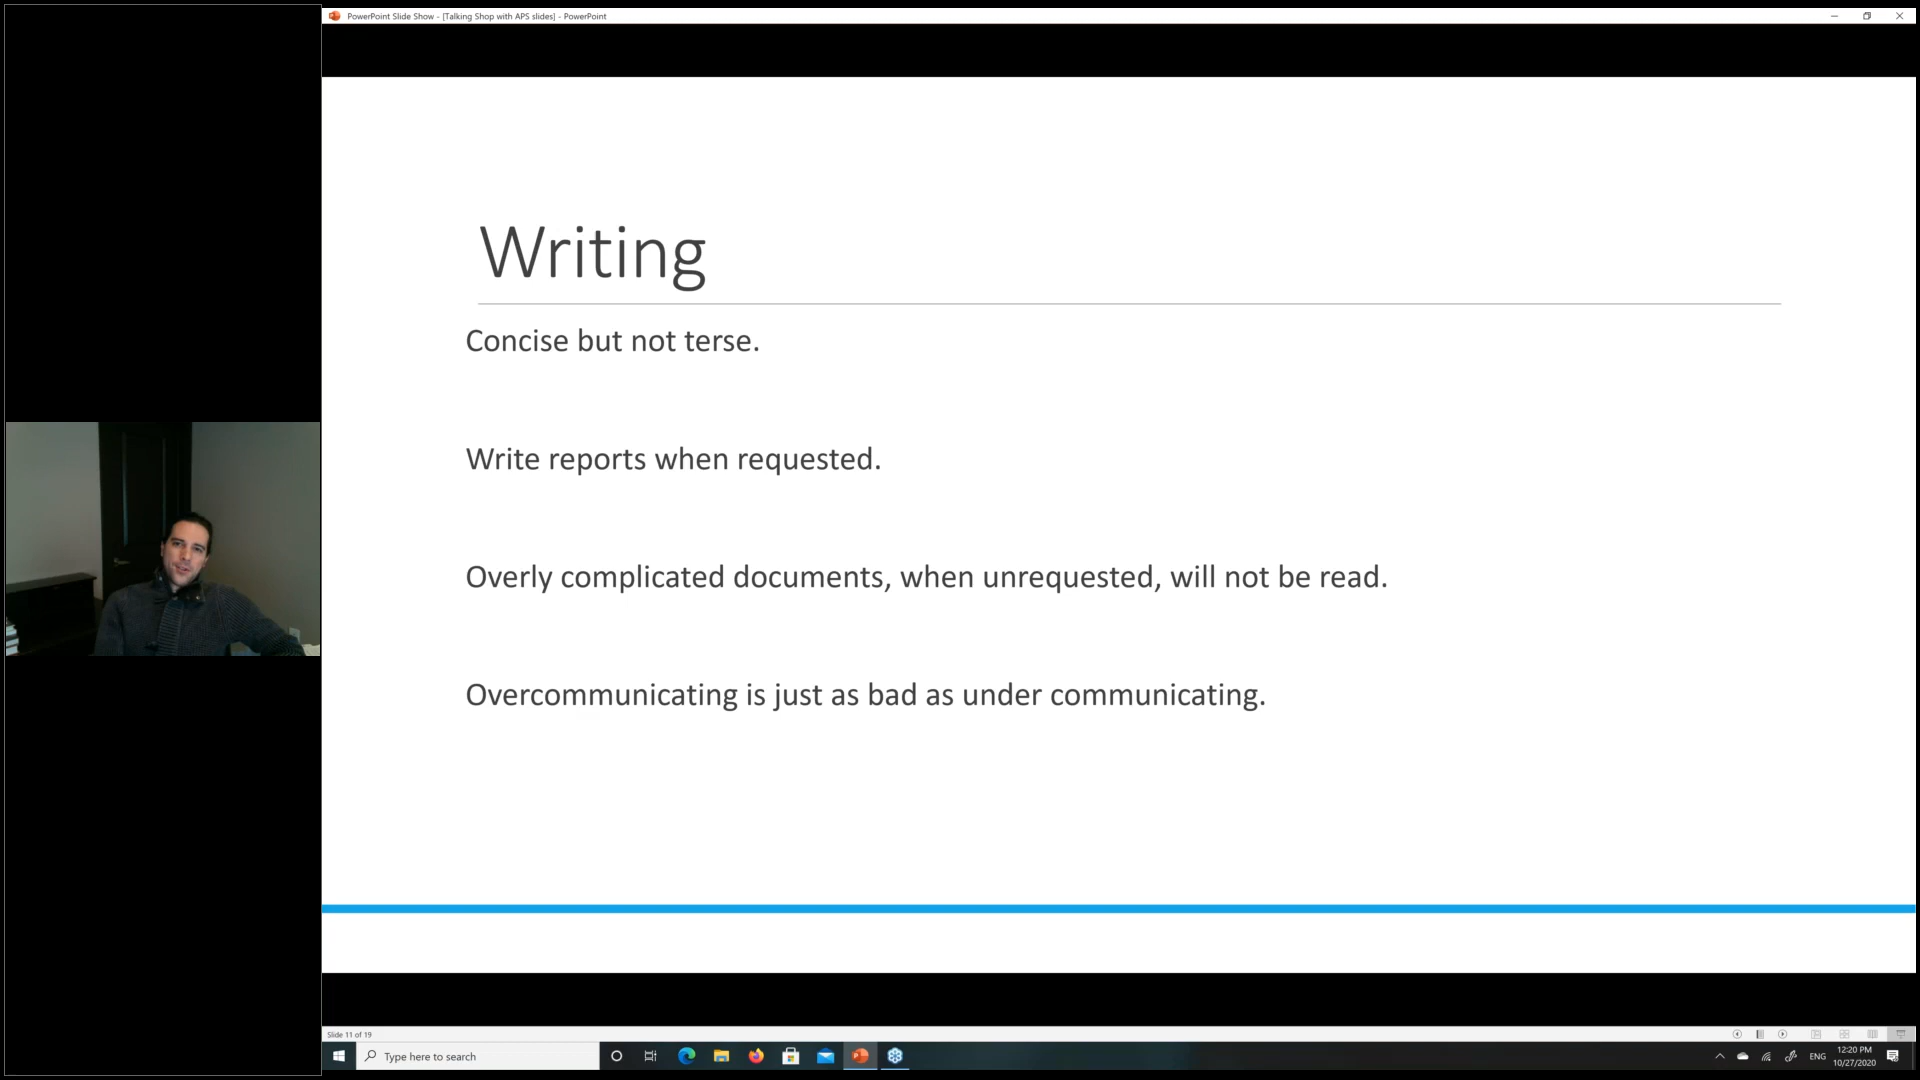 PowerPoint Slide Show - [Talking Shop with APS slides] - PowerPoint
Writing
Concise but not terse.
Write reports when requested.
Overly complicated documents, when unrequested, will not be read.
Overcommunicating is just as bad as under communicating.
Slide 11 of 19
Type here to search
ENG
12:20 PM
10/27/2020